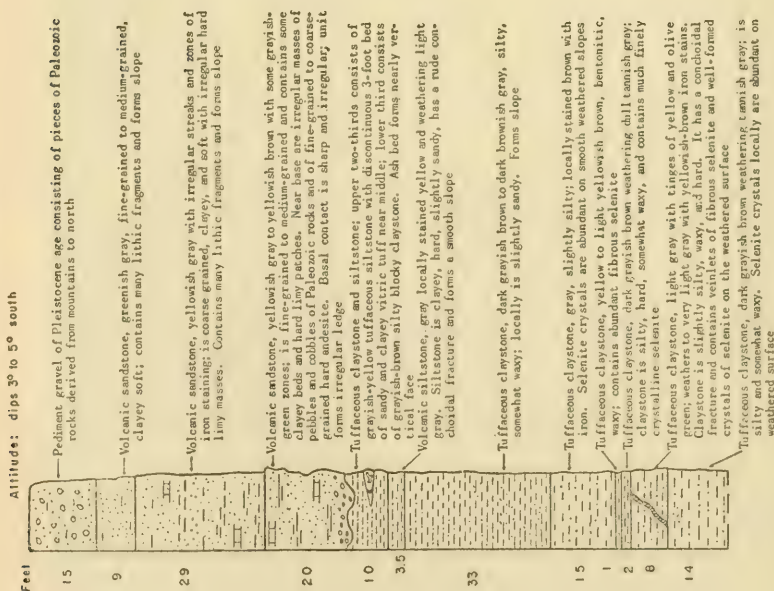 Altitude: dips 3° to 5° south
Feet
15
Pediment gravel of Pleistocene age consisting of pieces of Paleozoic
rocks derived from mountains to north
9
Volcanic sandstone, greenish gray, fine-grained to medium-grained,
clayey soft; contains many lithic fragments and forms slope
29
Volcanic sandstone, yellowish gray with irregular streaks and zones of
iron staining; is coarse grained, clayey, and soft with irregular hard
limy masses. Contains many lithic fragments and forms slope
20
Volcanic sandstone, yellowish gray to yellowish brown with some grayish-
green zones; is fine-grained to medium-grained and contains some
clayey beds and hard limy patches. Near base are irregular masses of
pebbles and cobbles of Paleozoic rocks and of fine-grained to coarse-
grained hard andesite. Basal contact is sharp and irregular; unit
forms irregular ledge
10
Tuffaceous claystone and siltstone; upper two-thirds consists of
grayish-yellow tuffaceous siltstone with discontinuous 3-foot bed
of sandy and clayey vitric tuff near middle; lower third consists
of grayish-brown silty blocky claystone. Ash bed forms nearly ver-
tical face
3.5
Volcanic siltstone, gray locally stained yellow and weathering light
gray. Siltstone is clayey, hard, slightly sandy, has a rude con-
choidal fracture and forms a smooth slope
33
Tuffaceous claystone, dark grayish brown to dark brownish gray, silty,
somewhat waxy; locally is slightly sandy. Forms slope
15
Tuffaceous claystone, gray, slightly silty; locally stained brown with
iron. Selenite crystals are abundant on smooth weathered slopes
1
Tuffaceous claystone, yellow to light yellowish brown, bentonitic,
waxy; contains abundant fibrous selenite
2
Tuffaceous claystone, dark grayish brown weathering dull tannish gray;
claystone is silty, hard, somewhat waxy, and contains much finely
crystalline selenite
8
Tuffaceous claystone, light gray with tinges of yellow and olive
green; weathers to very light gray with yellowish-brown iron stains.
Claystone is slightly silty, waxy, and hard. It has a conchoidal
fracture and contains veinlets of fibrous selenite and well-formed
crystals of selenite on the weathered surface
14
Tuffaceous claystone, dark grayish brown weathering tannish gray; is
silty and somewhat waxy. Selenite crystals locally are abundant on
weathered surface